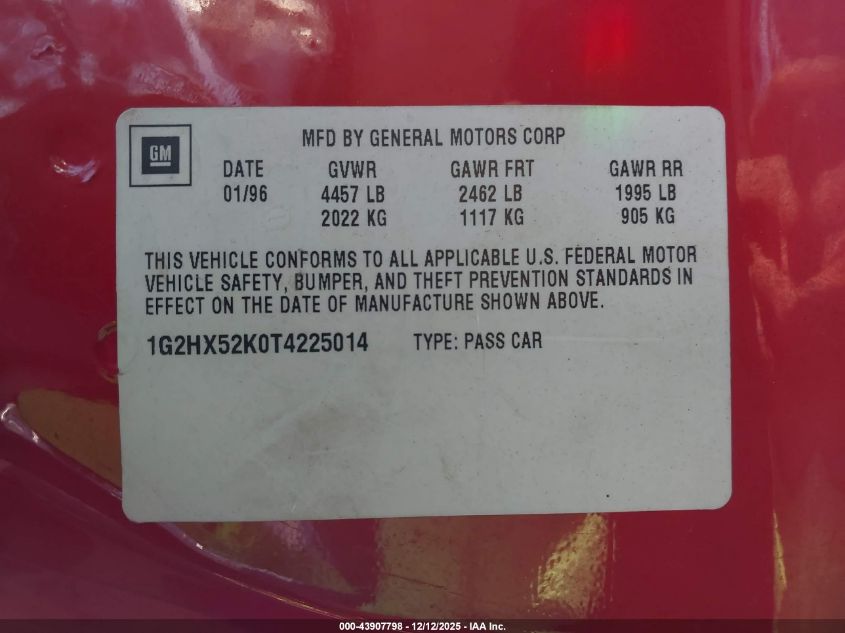 GM
MFD BY GENERAL MOTORS CORP
DATE GVWR GAWR FRT GAWR RR
01/96 4457 LB 2462 LB 1995 LB
2022 KG 1117 KG 905 KG
THIS VEHICLE CONFORMS TO ALL APPLICABLE U.S. FEDERAL MOTOR
VEHICLE SAFETY, BUMPER, AND THEFT PREVENTION STANDARDS IN
EFFECT ON THE DATE OF MANUFACTURE SHOWN ABOVE.
1G2HX52K0T4225014 TYPE: PASS CAR
000-43907798 - 12/12/2025 - IAA Inc.